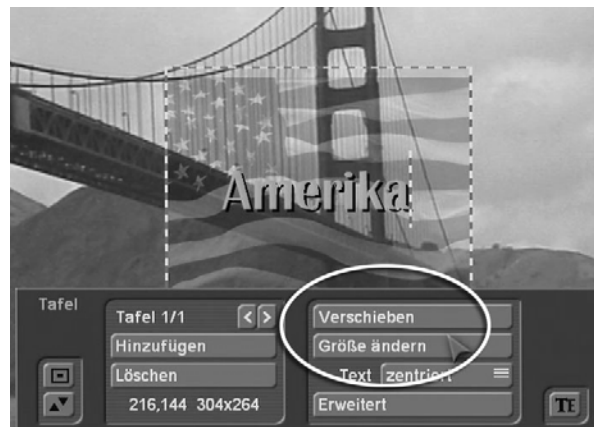 Amerika
Tafel
Tafel 1/1 < >
Verschieben
Hinzufügen
Größe ändern
Löschen
Text zentriert
216,144 304x264
Erweitert
TE